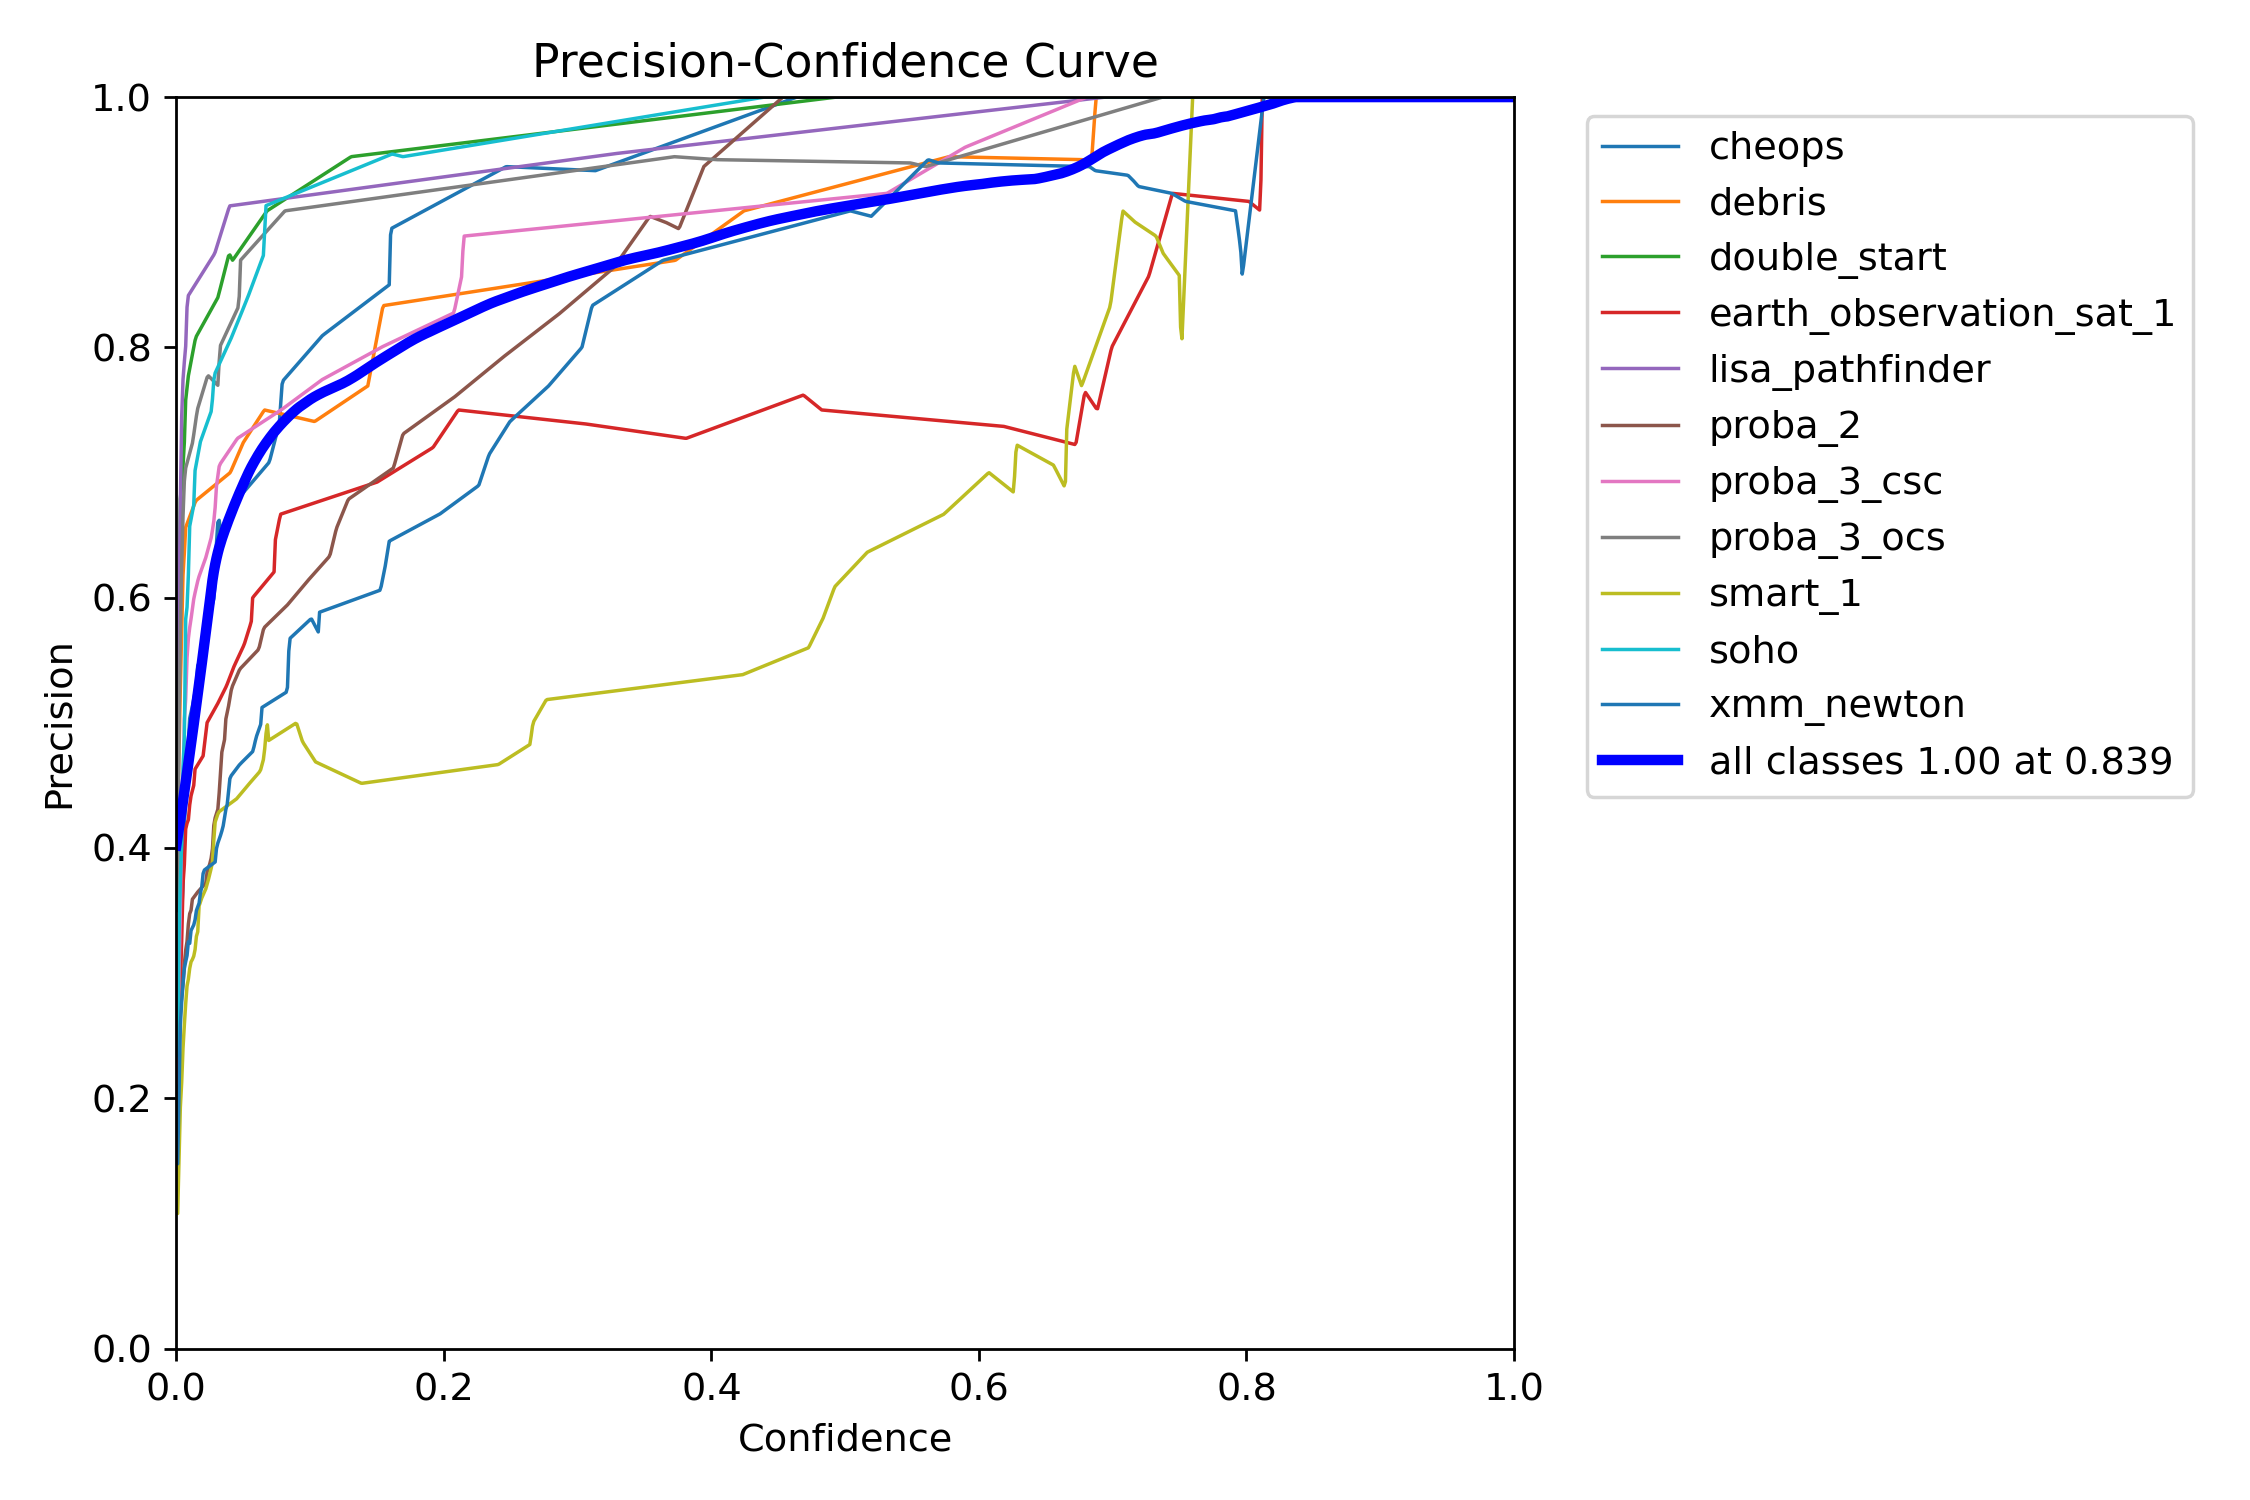 Precision-Confidence Curve
1.0
0.8
0.6
0.4
0.2
0.0
Precision
0.0 0.2 0.4 0.6 0.8 1.0
Confidence
cheops
debris
double_start
earth_observation_sat_1
lisa_pathfinder
proba_2
proba_3_csc
proba_3_ocs
smart_1
soho
xmm_newton
all classes 1.00 at 0.839